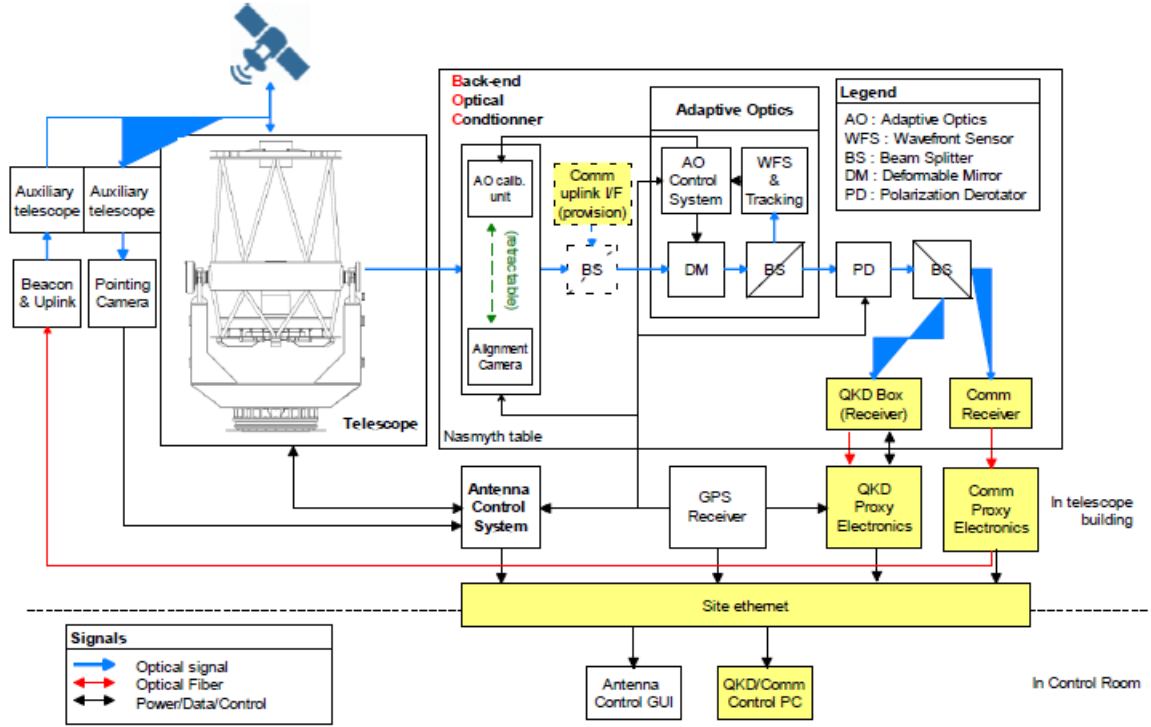 Back-end
Optical
Condtionner
Adaptive Optics
Legend
AO : Adaptive Optics
WFS : Wavefront Sensor
BS : Beam Splitter
DM : Deformable Mirror
PD : Polarization Derotator
Auxiliary
telescope
Auxiliary
telescope
Beacon
& Uplink
Pointing
Camera
Telescope
AO calb.
unit
(retractable)
Alignment
Camera
Comm
uplink I/F
(provision)
BS
AO
Control
System
WFS
&
Tracking
DM
BS
PD
BS
QKD Box
(Receiver)
Comm
Receiver
Nasmyth table
Antenna
Control
System
GPS
Receiver
QKD
Proxy
Electronics
Comm
Proxy
Electronics
In telescope
building
Site ethernet
Signals
Optical signal
Optical Fiber
Power/Data/Control
Antenna
Control GUI
QKD/Comm
Control PC
In Control Room